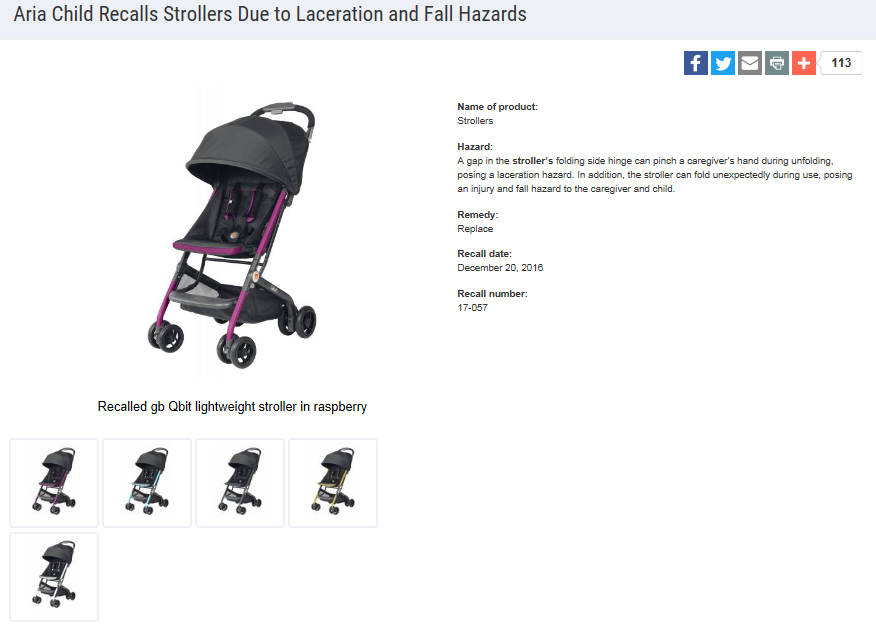 Aria Child Recalls Strollers Due to Laceration and Fall Hazards
113
Name of product:
Strollers
Hazard:
A gap in the stroller's folding side hinge can pinch a caregiver's hand during unfolding,
posing a laceration hazard. In addition, the stroller can fold unexpectedly during use, posing
an injury and fall hazard to the caregiver and child.
Remedy:
Replace
Recall date:
December 20, 2016
Recall number:
17-057
Recalled gb Qbit lightweight stroller in raspberry